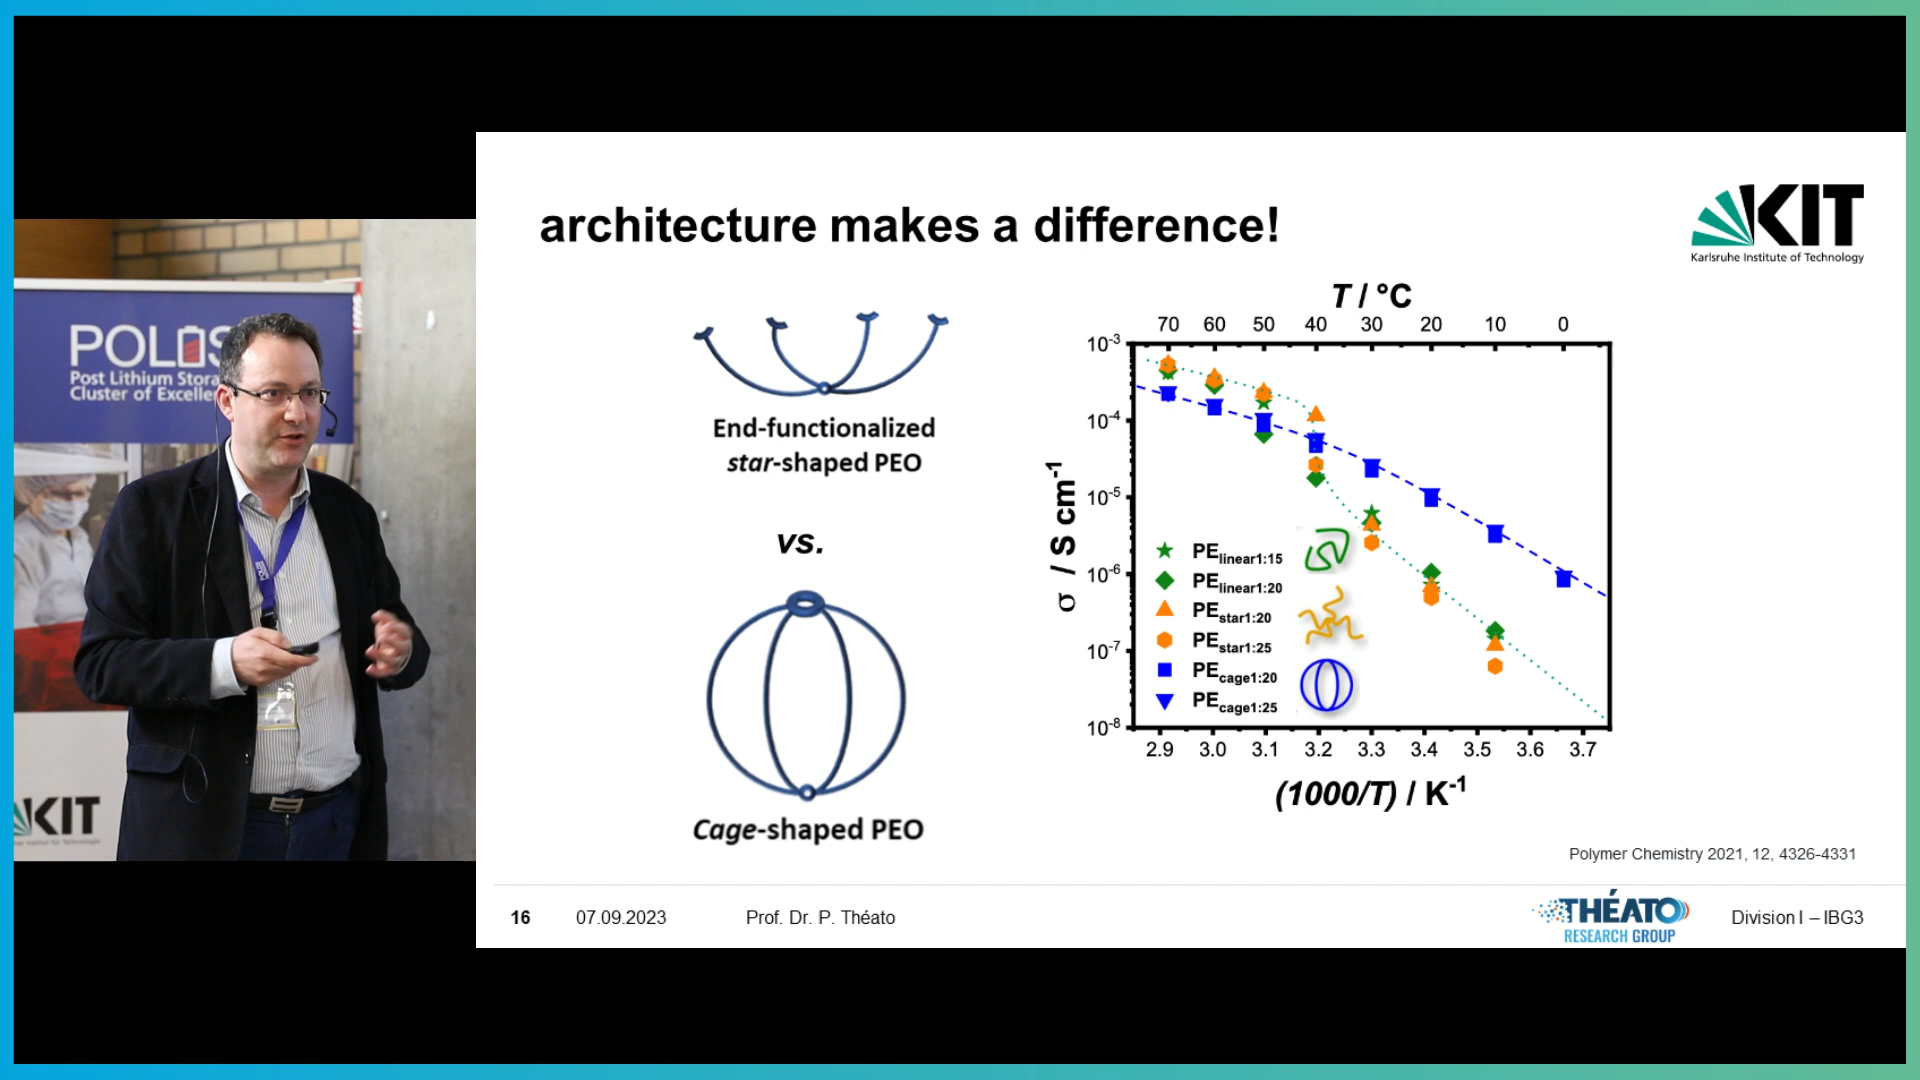 POLiS
Post Lithium Stora
Cluster of Excelle
KIT
architecture makes a difference!
KIT
Karlsruhe Institute of Technology
End-functionalized
star-shaped PEO
vs.
Cage-shaped PEO
T / °C
70 60 50 40 30 20 10 0
10⁻³
10⁻⁴
10⁻⁵
10⁻⁶
10⁻⁷
10⁻⁸
σ / S cm⁻¹
PElinear1:15
PElinear1:20
PEstar1:20
PEstar1:25
PEcage1:20
PEcage1:25
2.9 3.0 3.1 3.2 3.3 3.4 3.5 3.6 3.7
(1000/T) / K⁻¹
Polymer Chemistry 2021, 12, 4326-4331
16 07.09.2023 Prof. Dr. P. Théato
THÉATO
RESEARCH GROUP
Division I – IBG3